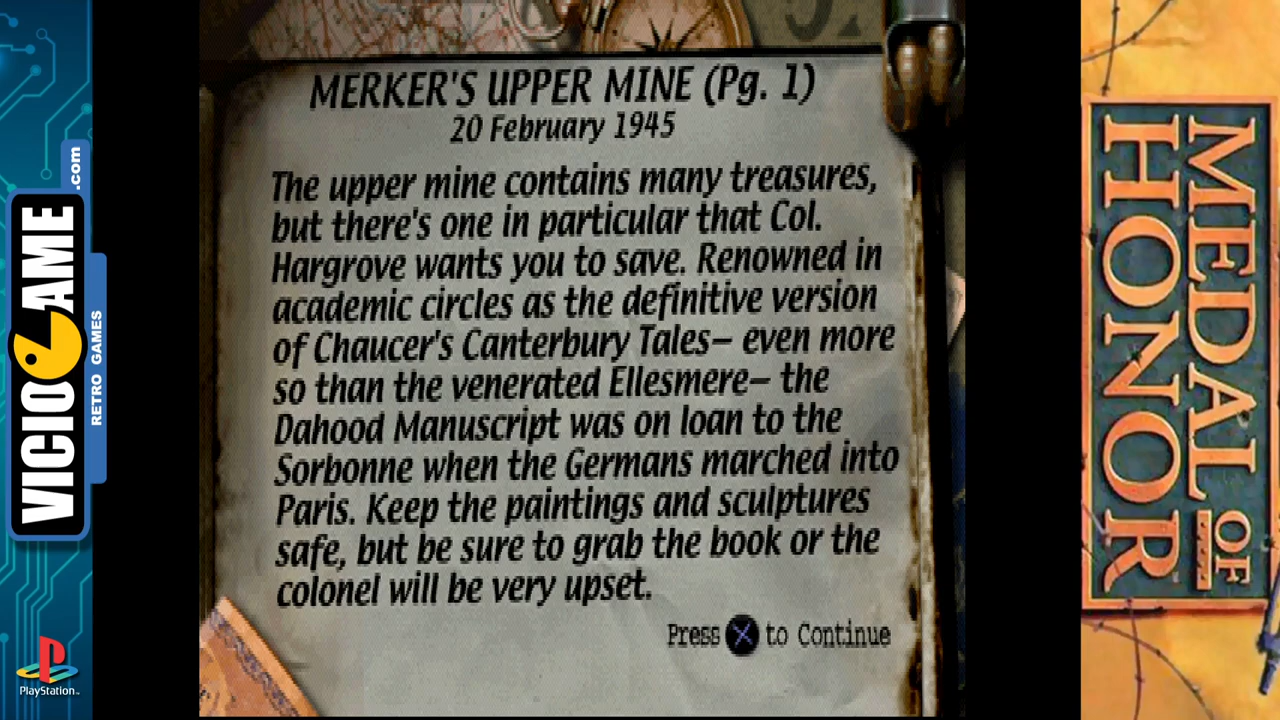 MERKER'S UPPER MINE (Pg. 1)
20 February 1945
The upper mine contains many treasures,
but there's one in particular that Col.
Hargrove wants you to save. Renowned in
academic circles as the definitive version
of Chaucer's Canterbury Tales– even more
so than the venerated Ellesmere– the
Dahood Manuscript was on loan to the
Sorbonne when the Germans marched into
Paris. Keep the paintings and sculptures
safe, but be sure to grab the book or the
colonel will be very upset.
Press X to Continue
VICIOGAME.com
RETRO GAMES
PlayStation
MEDAL OF
HONOR